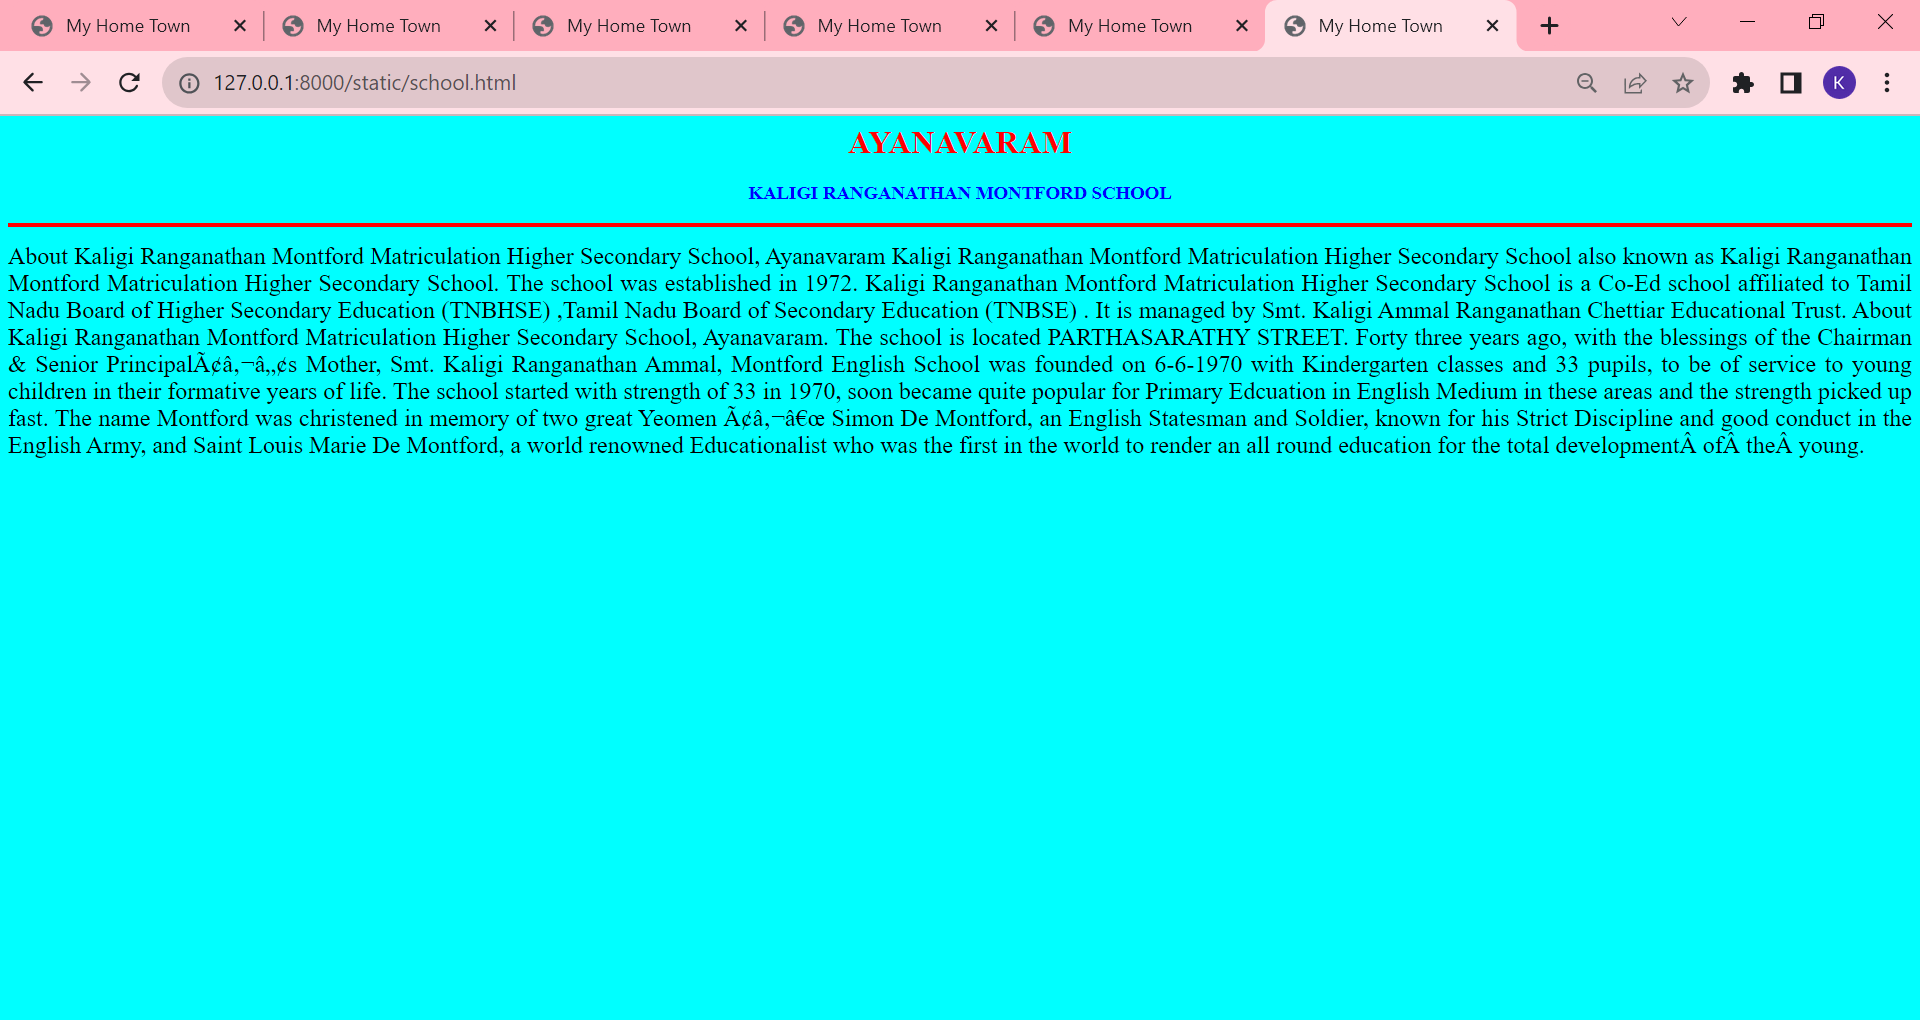 My Home Town My Home Town My Home Town My Home Town My Home Town My Home Town
127.0.0.1:8000/static/school.html K
AYANAVARAM
KALIGI RANGANATHAN MONTFORD SCHOOL
About Kaligi Ranganathan Montford Matriculation Higher Secondary School, Ayanavaram Kaligi Ranganathan Montford Matriculation Higher Secondary School also known as Kaligi Ranganathan
Montford Matriculation Higher Secondary School. The school was established in 1972. Kaligi Ranganathan Montford Matriculation Higher Secondary School is a Co-Ed school affiliated to Tamil
Nadu Board of Higher Secondary Education (TNBHSE) ,Tamil Nadu Board of Secondary Education (TNBSE) . It is managed by Smt. Kaligi Ammal Ranganathan Chettiar Educational Trust. About
Kaligi Ranganathan Montford Matriculation Higher Secondary School, Ayanavaram. The school is located PARTHASARATHY STREET. Forty three years ago, with the blessings of the Chairman
& Senior PrincipalÃ¢â‚¬â„¢s Mother, Smt. Kaligi Ranganathan Ammal, Montford English School was founded on 6-6-1970 with Kindergarten classes and 33 pupils, to be of service to young
children in their formative years of life. The school started with strength of 33 in 1970, soon became quite popular for Primary Edcuation in English Medium in these areas and the strength picked up
fast. The name Montford was christened in memory of two great Yeomen Ã¢â‚¬â€œ Simon De Montford, an English Statesman and Soldier, known for his Strict Discipline and good conduct in the
English Army, and Saint Louis Marie De Montford, a world renowned Educationalist who was the first in the world to render an all round education for the total developmentÂ ofÂ theÂ young.